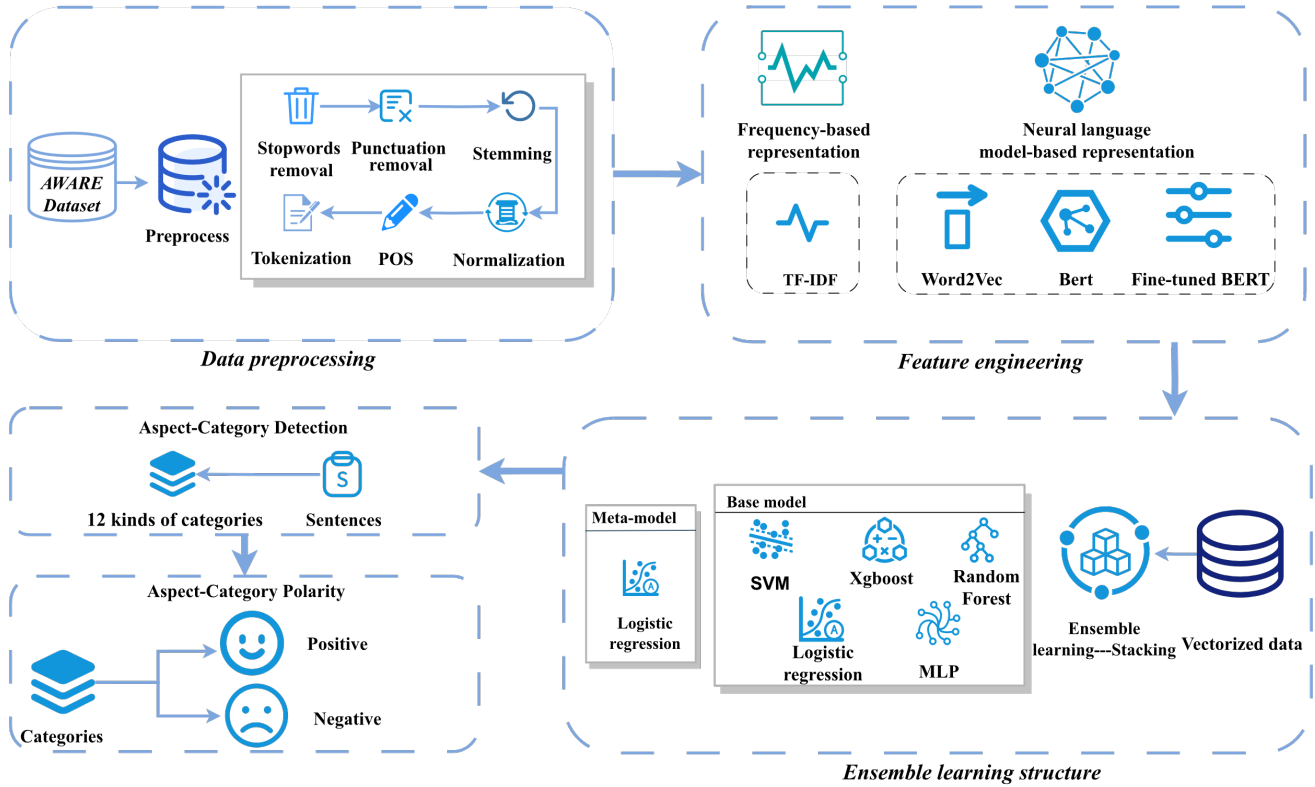 AWARE
Dataset
Preprocess
Stopwords
removal
Punctuation
removal
Stemming
Tokenization
POS
Normalization
Data preprocessing
Frequency-based
representation
Neural language
model-based representation
TF-IDF
Word2Vec
Bert
Fine-tuned BERT
Feature engineering
Aspect-Category Detection
S
12 kinds of categories
Sentences
Aspect-Category Polarity
Positive
Negative
Categories
Meta-model
A
Logistic
regression
Base model
SVM
Xgboost
Random
Forest
A
Logistic
regression
MLP
Ensemble
learning---Stacking
Vectorized data
Ensemble learning structure